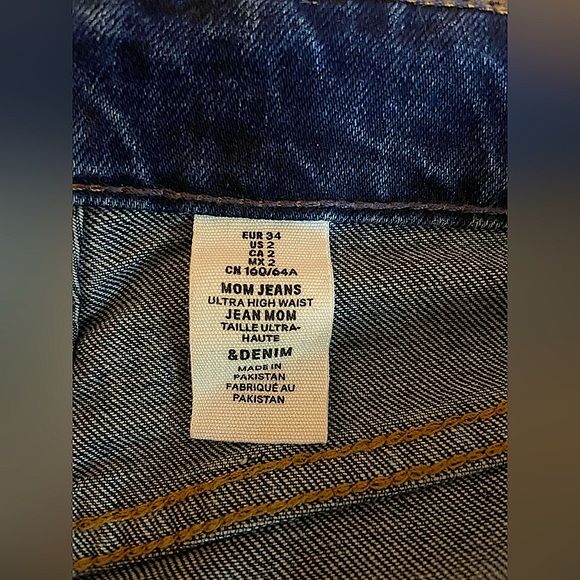 EUR 34
US 2
CA 2
MX 2
CN 160/64A
MOM JEANS
ULTRA HIGH WAIST
JEAN MOM
TAILLE ULTRA-
HAUTE
&DENIM
MADE IN
PAKISTAN
FABRIQUÉ AU
PAKISTAN